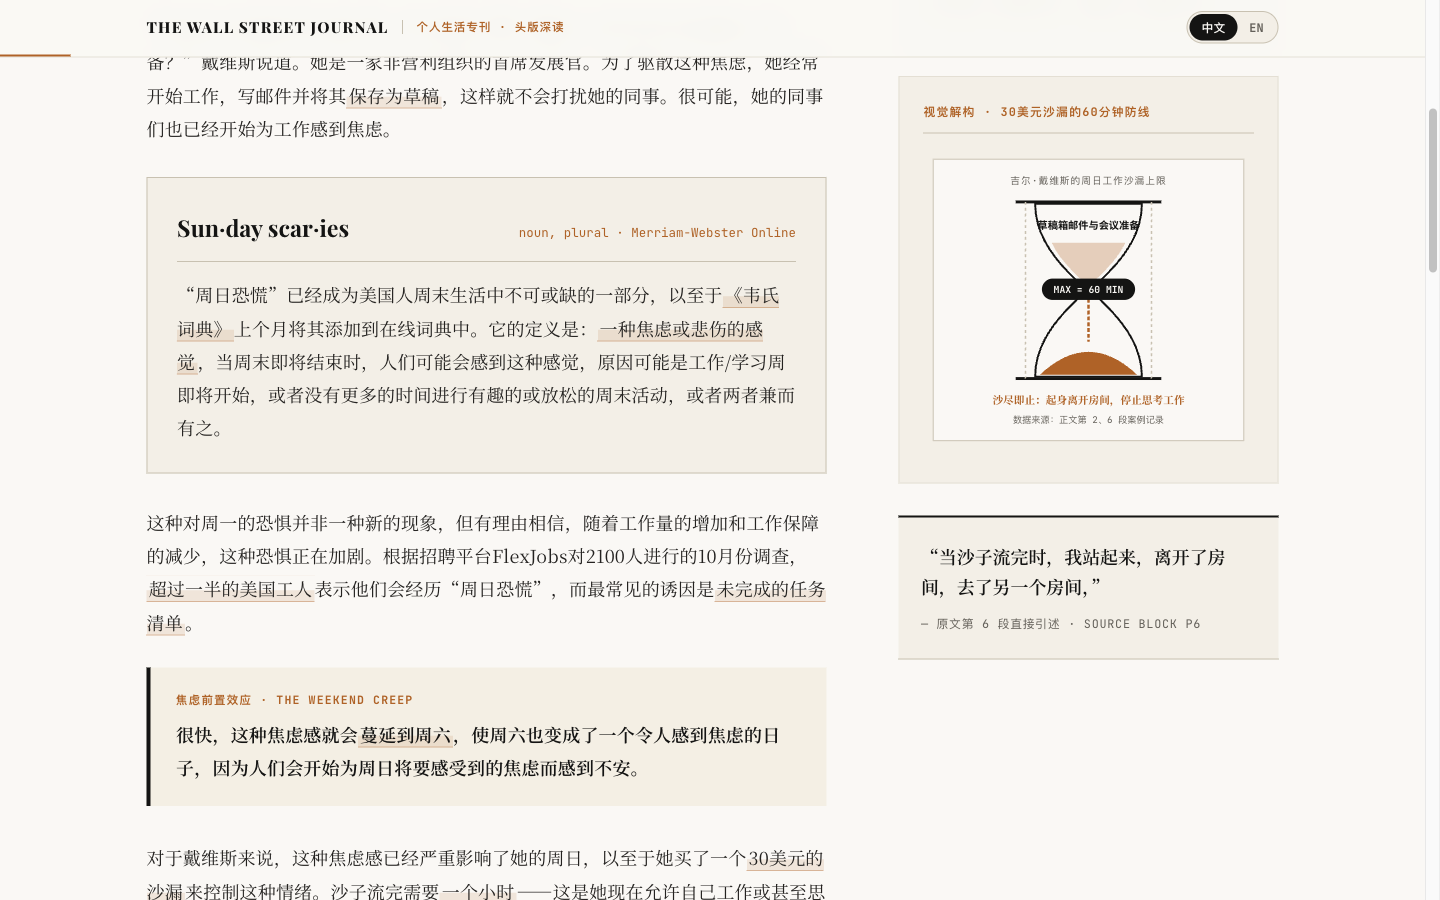 THE WALL STREET JOURNAL
个人生活专刊 · 头版深读
中文
EN
备？”戴维斯说道。她是一家非营利组织的首席发展官。为了驱散这种焦虑，她经常
开始工作，写邮件并将其保存为草稿，这样就不会打扰她的同事。很可能，她的同事
们也已经开始为工作感到焦虑。
Sun·day scar·ies
noun, plural · Merriam-Webster Online
“周日恐慌”已经成为美国人周末生活中不可或缺的一部分，以至于《韦氏
词典》上个月将其添加到在线词典中。它的定义是：一种焦虑或悲伤的感
觉，当周末即将结束时，人们可能会感到这种感觉，原因可能是工作/学习周
即将开始，或者没有更多的时间进行有趣的或放松的周末活动，或者两者兼而
有之。
这种对周一的恐惧并非一种新的现象，但有理由相信，随着工作量的增加和工作保障
的减少，这种恐惧正在加剧。根据招聘平台FlexJobs对2100人进行的10月份调查，
超过一半的美国工人表示他们会经历“周日恐慌”，而最常见的诱因是未完成的任务
清单。
焦虑前置效应 · THE WEEKEND CREEP
很快，这种焦虑感就会蔓延到周六，使周六也变成了一个令人感到焦虑的日
子，因为人们会开始为周日将要感受到的焦虑而感到不安。
对于戴维斯来说，这种焦虑感已经严重影响了她的周日，以至于她买了一个30美元的
沙漏来控制这种情绪。沙子流完需要一个小时——这是她现在允许自己工作或甚至思
视觉解构 · 30美元沙漏的60分钟防线
吉尔·戴维斯的周日工作沙漏上限
草稿箱邮件与会议准备
MAX = 60 MIN
沙尽即止：起身离开房间，停止思考工作
数据来源：正文第 2、6 段案例记录
“当沙子流完时，我站起来，离开了房
间，去了另一个房间，”
— 原文第 6 段直接引述 · SOURCE BLOCK P6